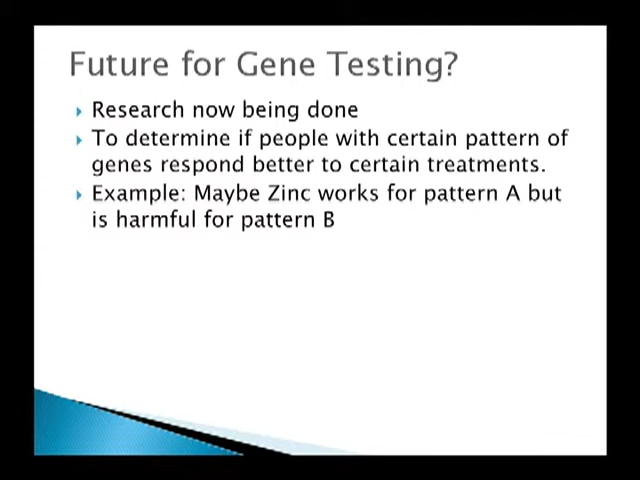 Future for Gene Testing?
Research now being done
To determine if people with certain pattern of
genes respond better to certain treatments.
Example: Maybe Zinc works for pattern A but
is harmful for pattern B